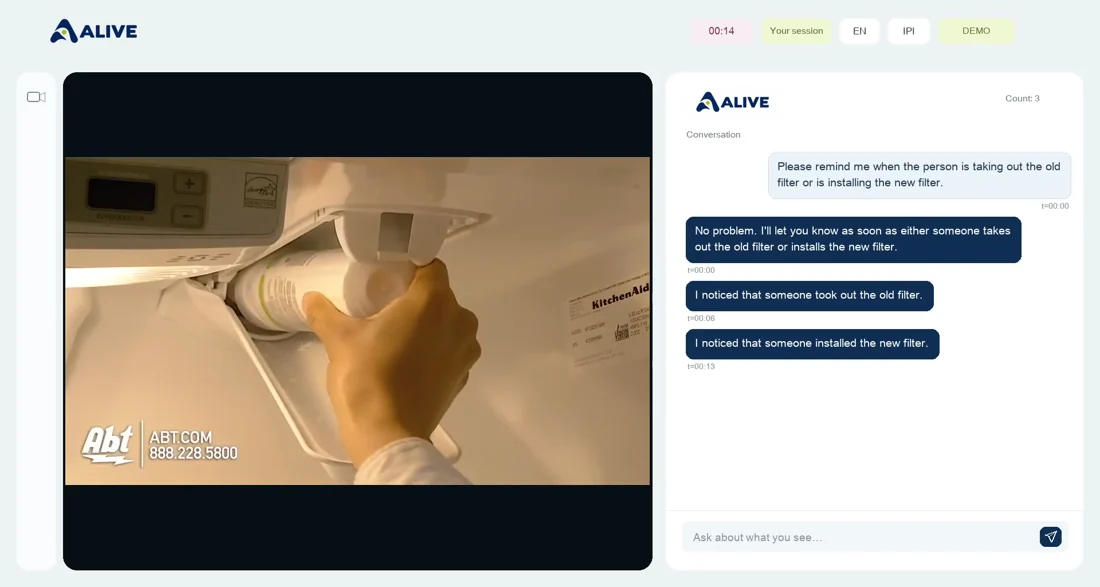 ALIVE
00:14
Your session
EN
IPI
DEMO
ALIVE
Count: 3
Conversation
Please remind me when the person is taking out the old
filter or is installing the new filter.
t=00:00
No problem. I'll let you know as soon as either someone takes
out the old filter or installs the new filter.
t=00:00
I noticed that someone took out the old filter.
t=00:06
I noticed that someone installed the new filter.
t=00:13
Ask about what you see…
KitchenAid
Abt
ABT.COM
888.228.5800